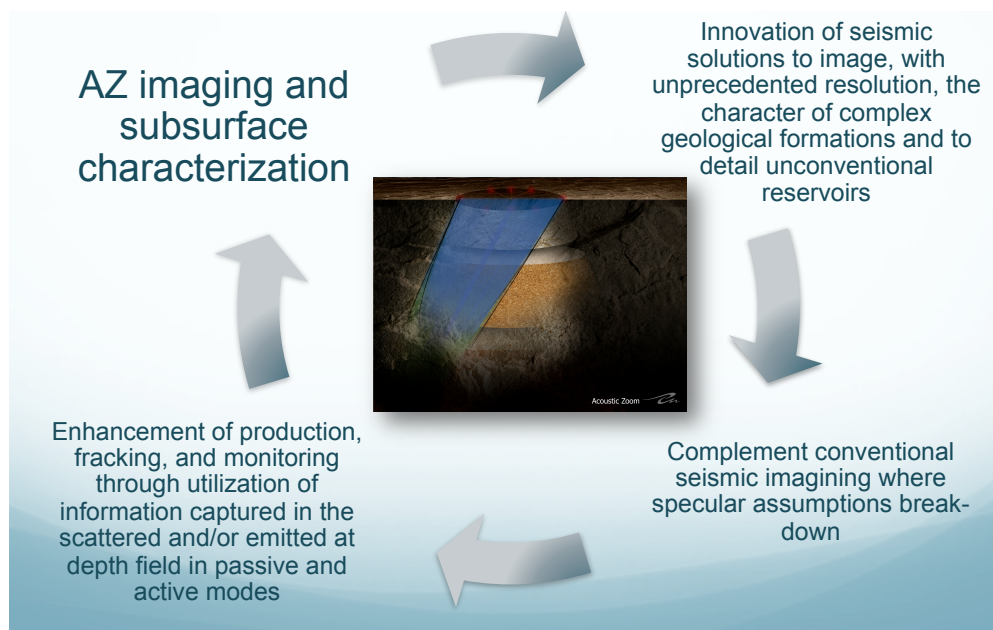 AZ imaging and
subsurface
characterization
Innovation of seismic
solutions to image, with
unprecedented resolution, the
character of complex
geological formations and to
detail unconventional
reservoirs
Complement conventional
seismic imagining where
specular assumptions break-
down
Enhancement of production,
fracking, and monitoring
through utilization of
information captured in the
scattered and/or emitted at
depth field in passive and
active modes
Acoustic Zoom